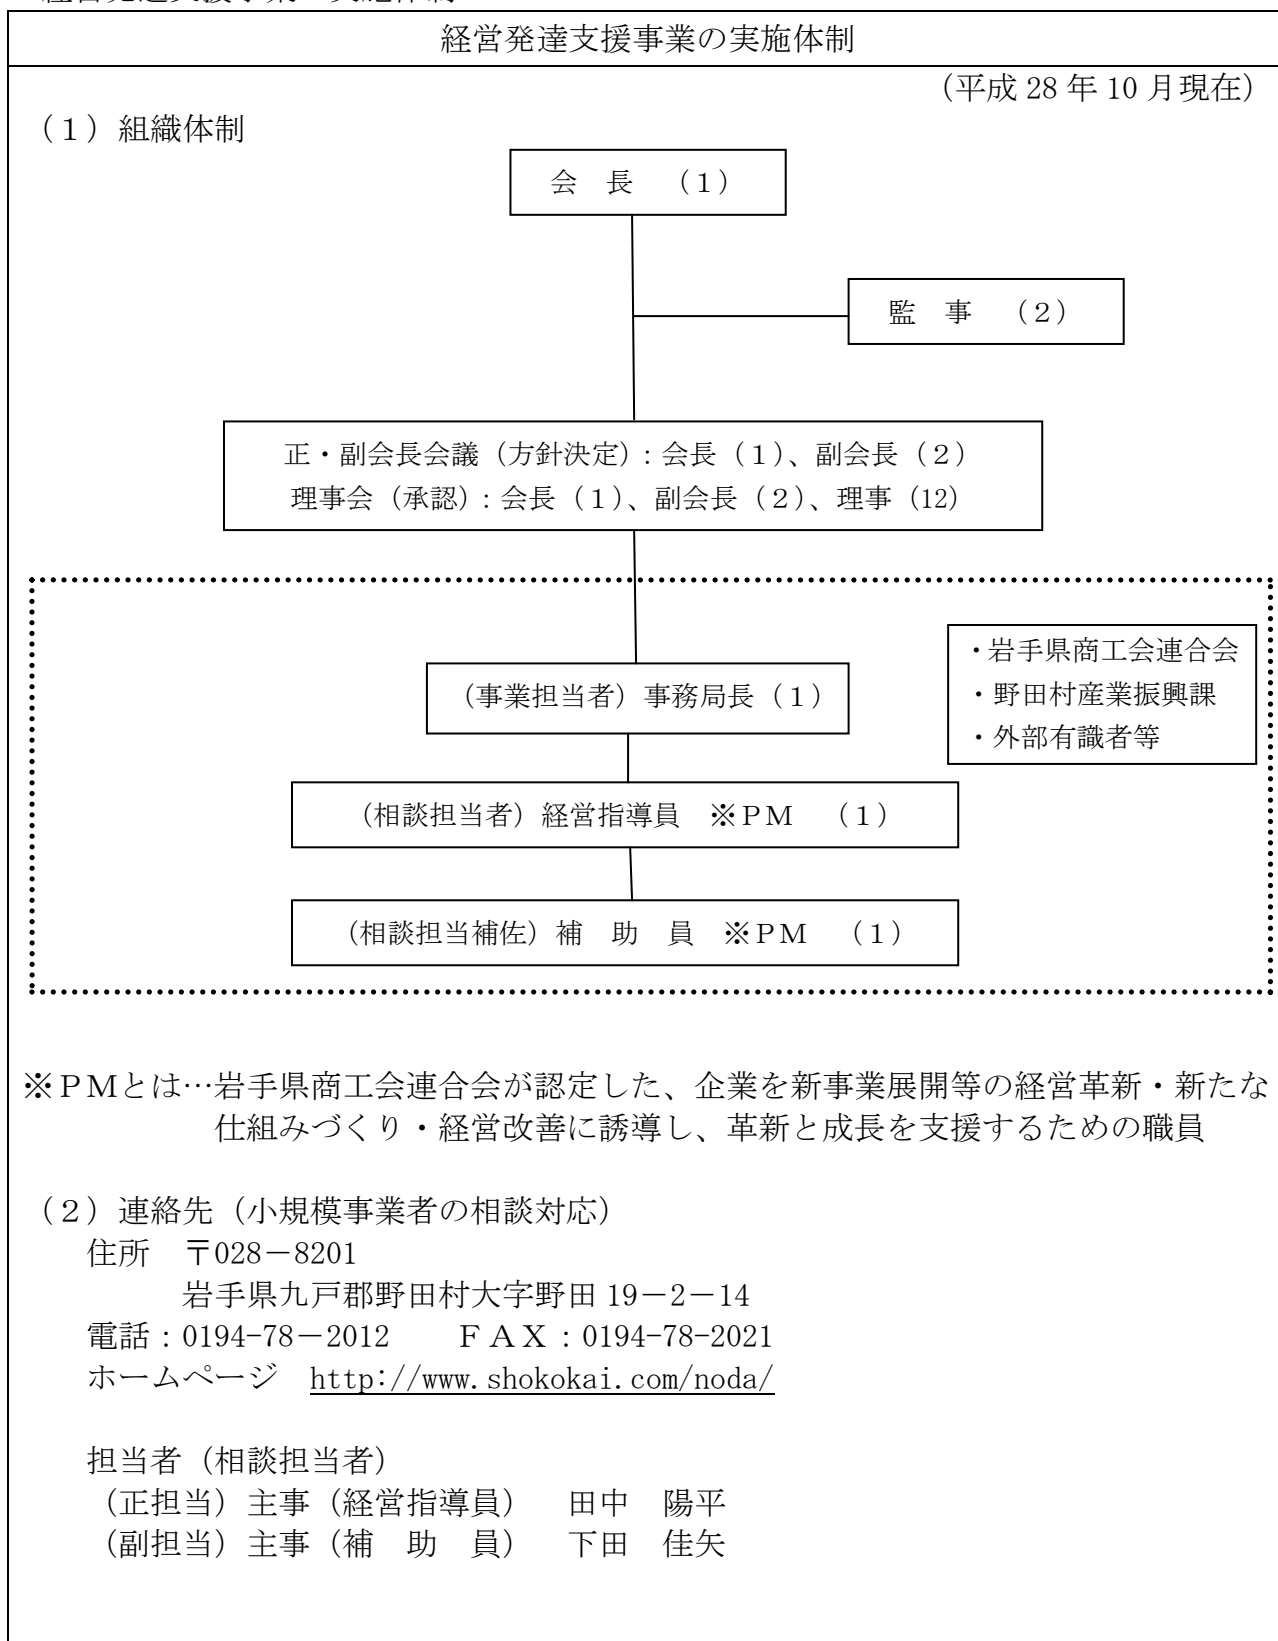 経営発達支援事業の実施体制
(平成 28 年 10 月現在)
(１)組織体制
会　長　(１)
監　事　(２)
正・副会長会議（方針決定）：会長（１）、副会長（２）
理事会（承認）：会長（１）、副会長（２）、理事（12）
・岩手県商工会連合会
・野田村産業振興課
・外部有識者等
（事業担当者）事務局長（１）
（相談担当者）経営指導員　※ＰＭ　（１）
（相談担当補佐）補　助　員　※ＰＭ　（１）
※ＰＭとは…岩手県商工会連合会が認定した、企業を新事業展開等の経営革新・新たな
仕組みづくり・経営改善に誘導し、革新と成長を支援するための職員
（２）連絡先（小規模事業者の相談対応）
住所　〒028－8201
岩手県九戸郡野田村大字野田 19－2－14
電話：0194-78－2012　　ＦＡＸ：0194-78-2021
ホームページ　http://www.shokokai.com/noda/
担当者（相談担当者）
（正担当）主事（経営指導員）　田中　陽平
（副担当）主事（補　助　員）　下田　佳矢